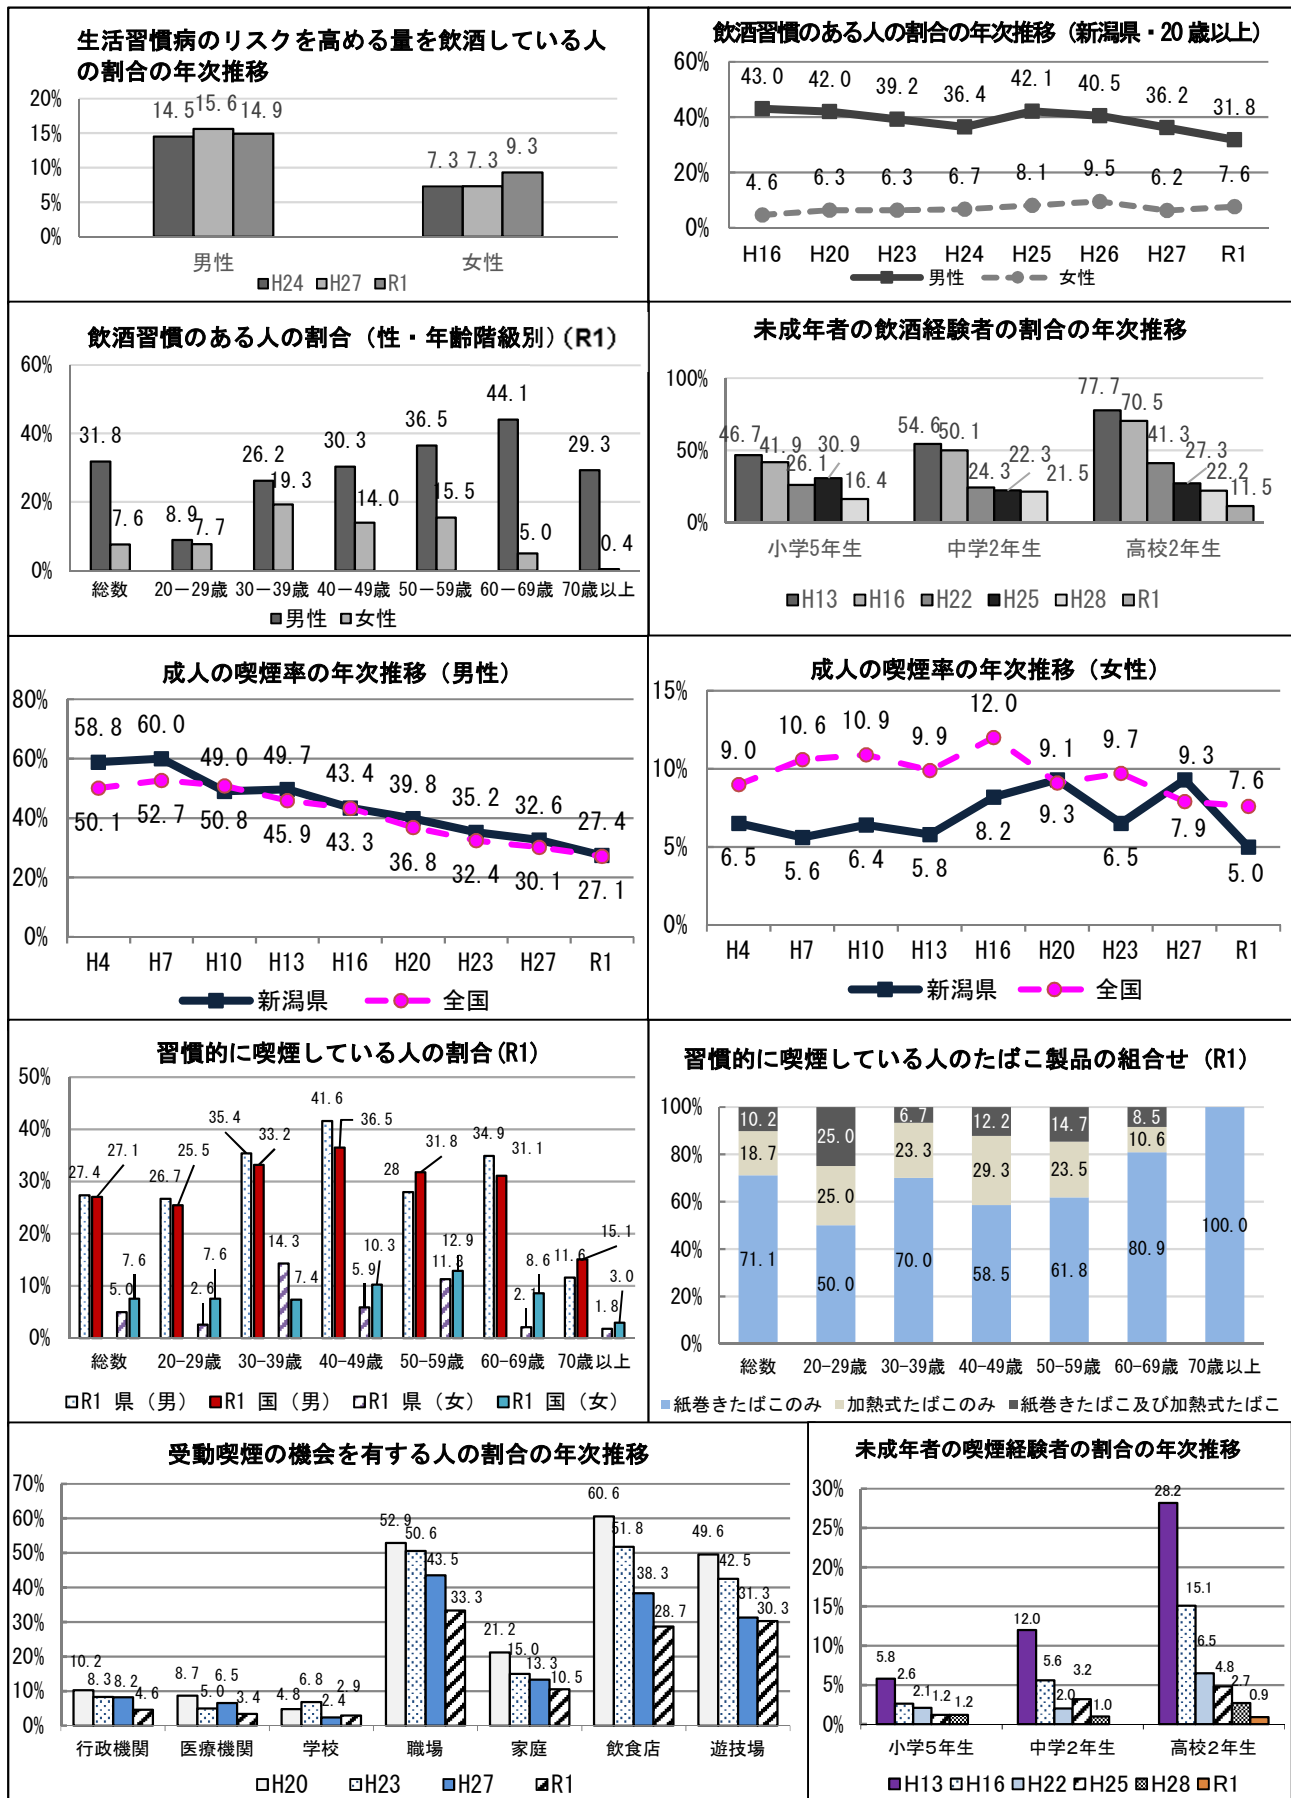 生活習慣病のリスクを高める量を飲酒している人
の割合の年次推移
20%
15%
10%
5%
0%
14.5
15.6
14.9
7.3
7.3
9.3
男性
女性
H24
H27
R1
飲酒習慣のある人の割合の年次推移（新潟県・20歳以上）
60%
40%
20%
0%
43.0
42.0
39.2
36.4
42.1
40.5
36.2
31.8
4.6
6.3
6.3
6.7
8.1
9.5
6.2
7.6
H16
H20
H23
H24
H25
H26
H27
R1
男性
女性
飲酒習慣のある人の割合（性・年齢階級別）（R1）
60%
40%
20%
0%
31.8
7.6
8.9
7.7
26.2
19.3
30.3
14.0
36.5
15.5
44.1
5.0
29.3
0.4
総数
20－29歳
30－39歳
40－49歳
50－59歳
60－69歳
70歳以上
男性
女性
未成年者の飲酒経験者の割合の年次推移
100%
50%
0%
46.7
41.9
26.1
30.9
16.4
54.6
50.1
24.3
22.3
21.5
77.7
70.5
41.3
27.3
22.2
11.5
小学5年生
中学2年生
高校2年生
H13
H16
H22
H25
H28
R1
成人の喫煙率の年次推移（男性）
80%
60%
40%
20%
0%
58.8
60.0
49.0
49.7
43.4
39.8
35.2
32.6
27.4
50.1
52.7
50.8
45.9
43.3
36.8
32.4
30.1
27.1
H4
H7
H10
H13
H16
H20
H23
H27
R1
新潟県
全国
成人の喫煙率の年次推移（女性）
15%
10%
5%
0%
9.0
10.6
10.9
9.9
12.0
9.1
9.7
9.3
7.6
6.5
5.6
6.4
5.8
8.2
9.3
6.5
7.9
5.0
H4
H7
H10
H13
H16
H20
H23
H27
R1
新潟県
全国
習慣的に喫煙している人の割合(R1)
50%
40%
30%
20%
10%
0%
27.4
27.1
5.0
7.6
26.7
25.5
2.6
7.6
35.4
33.2
14.3
7.4
41.6
36.5
5.9
10.3
28
31.8
11.3
12.9
34.9
31.1
2.1
8.6
11.6
15.1
1.8
3.0
総数
20-29歳
30-39歳
40-49歳
50-59歳
60-69歳
70歳以上
R1 県（男）
R1 国（男）
R1 県（女）
R1 国（女）
習慣的に喫煙している人のたばこ製品の組合せ（R1）
100%
80%
60%
40%
20%
0%
10.2
18.7
71.1
25.0
25.0
50.0
6.7
23.3
70.0
12.2
29.3
58.5
14.7
23.5
61.8
8.5
10.6
80.9
100.0
総数
20-29歳
30-39歳
40-49歳
50-59歳
60-69歳
70歳以上
紙巻きたばこのみ
加熱式たばこのみ
紙巻きたばこ及び加熱式たばこ
受動喫煙の機会を有する人の割合の年次推移
70%
60%
50%
40%
30%
20%
10%
0%
10.2
8.3
8.2
4.6
8.7
5.0
6.5
3.4
4.8
6.8
2.4
2.9
52.9
50.6
43.5
33.3
21.2
15.0
13.3
10.5
60.6
51.8
38.3
28.7
49.6
42.5
31.3
30.3
行政機関
医療機関
学校
職場
家庭
飲食店
遊技場
H20
H23
H27
R1
未成年者の喫煙経験者の割合の年次推移
30%
25%
20%
15%
10%
5%
0%
5.8
2.6
2.1
1.2
1.2
12.0
5.6
2.0
3.2
1.0
28.2
15.1
6.5
4.8
2.7
0.9
小学５年生
中学２年生
高校２年生
H13
H16
H22
H25
H28
R1